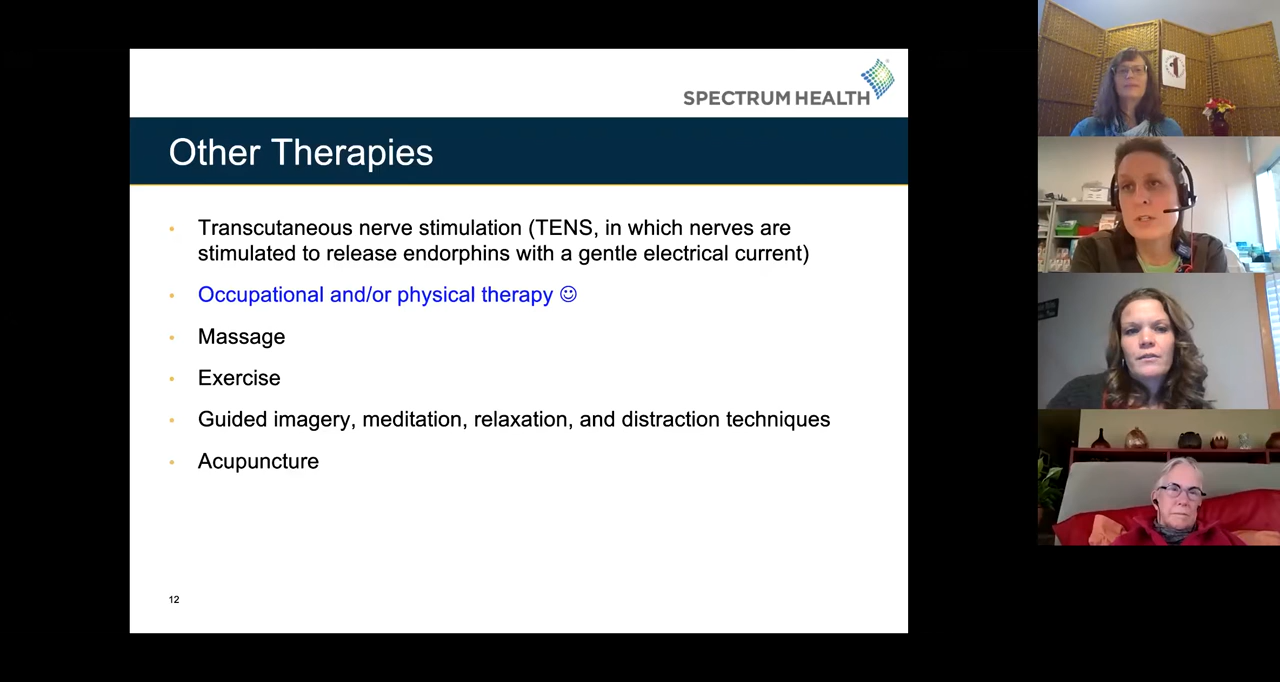 SPECTRUM HEALTH
Other Therapies
• Transcutaneous nerve stimulation (TENS, in which nerves are
stimulated to release endorphins with a gentle electrical current)
• Occupational and/or physical therapy ☺
• Massage
• Exercise
• Guided imagery, meditation, relaxation, and distraction techniques
• Acupuncture
12